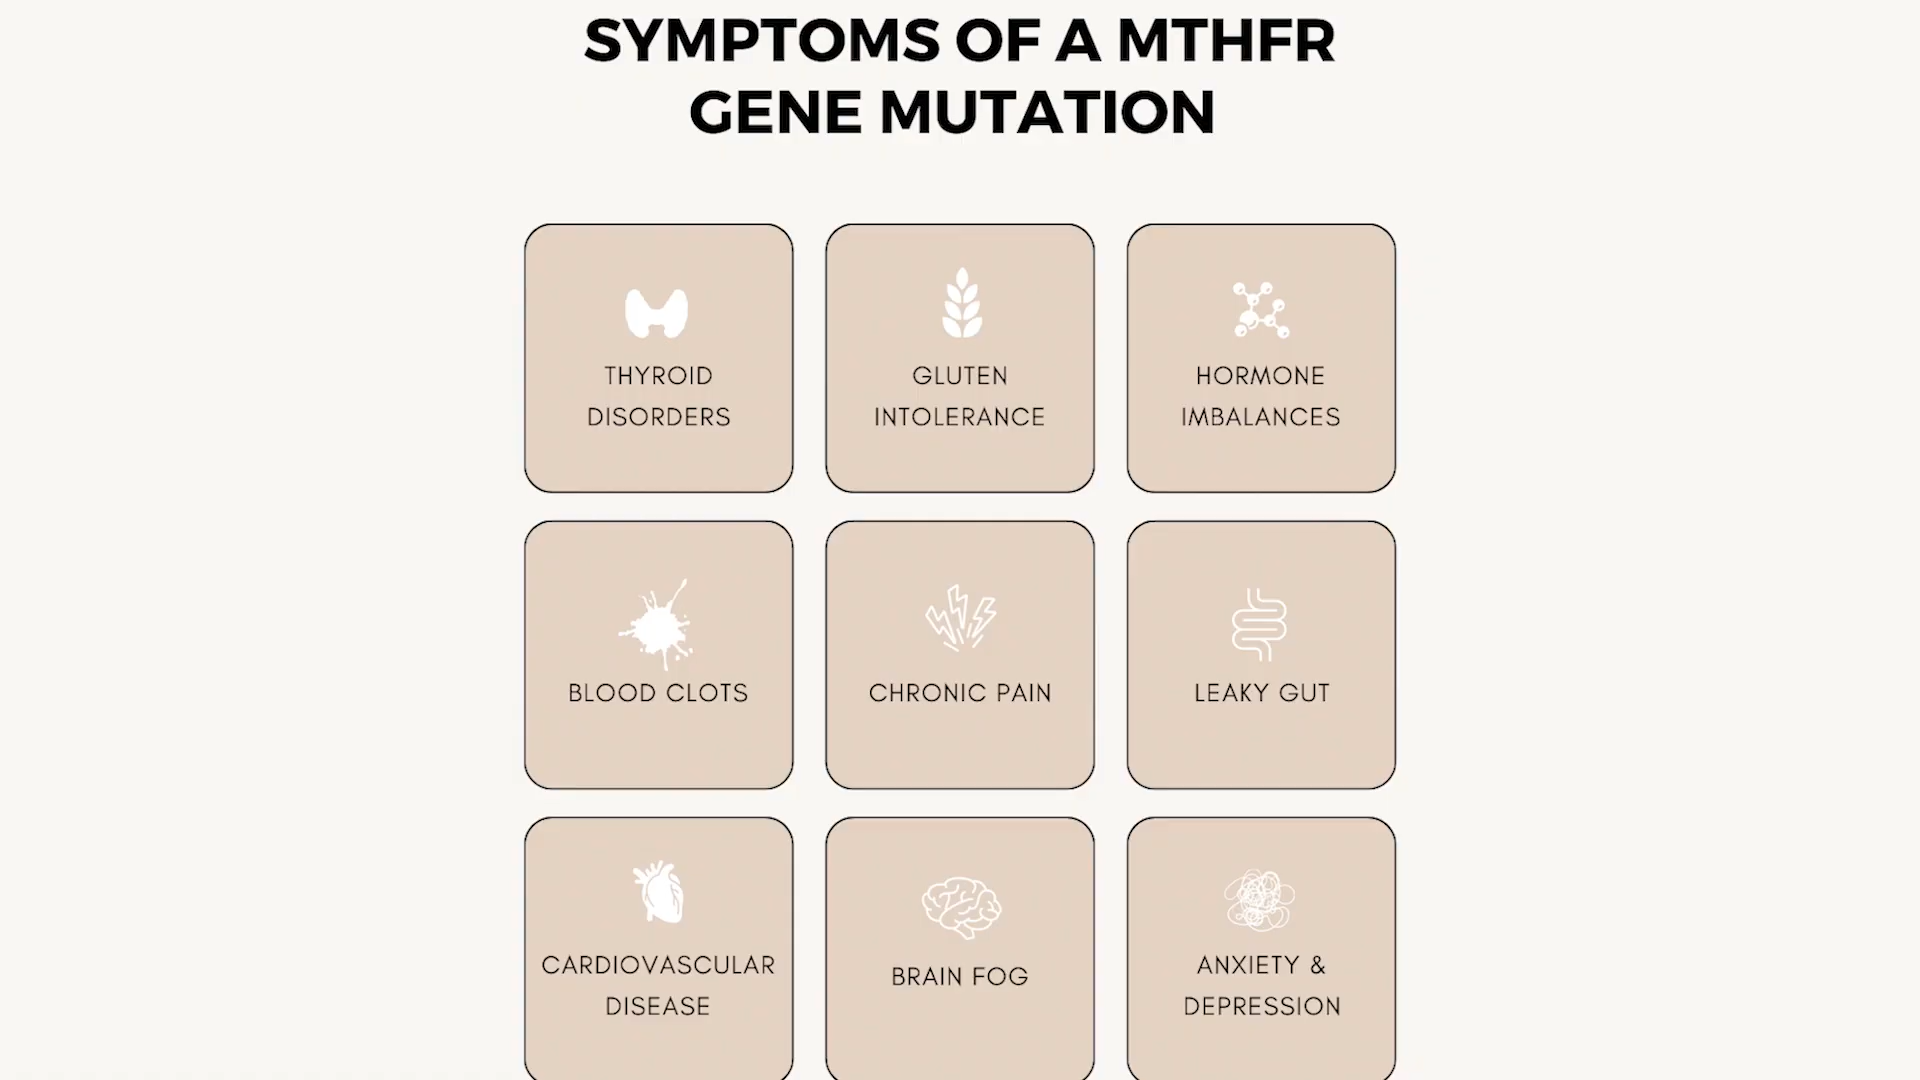 SYMPTOMS OF A MTHFR
GENE MUTATION
THYROID
DISORDERS
GLUTEN
INTOLERANCE
HORMONE
IMBALANCES
BLOOD CLOTS
CHRONIC PAIN
LEAKY GUT
CARDIOVASCULAR
DISEASE
BRAIN FOG
ANXIETY &
DEPRESSION